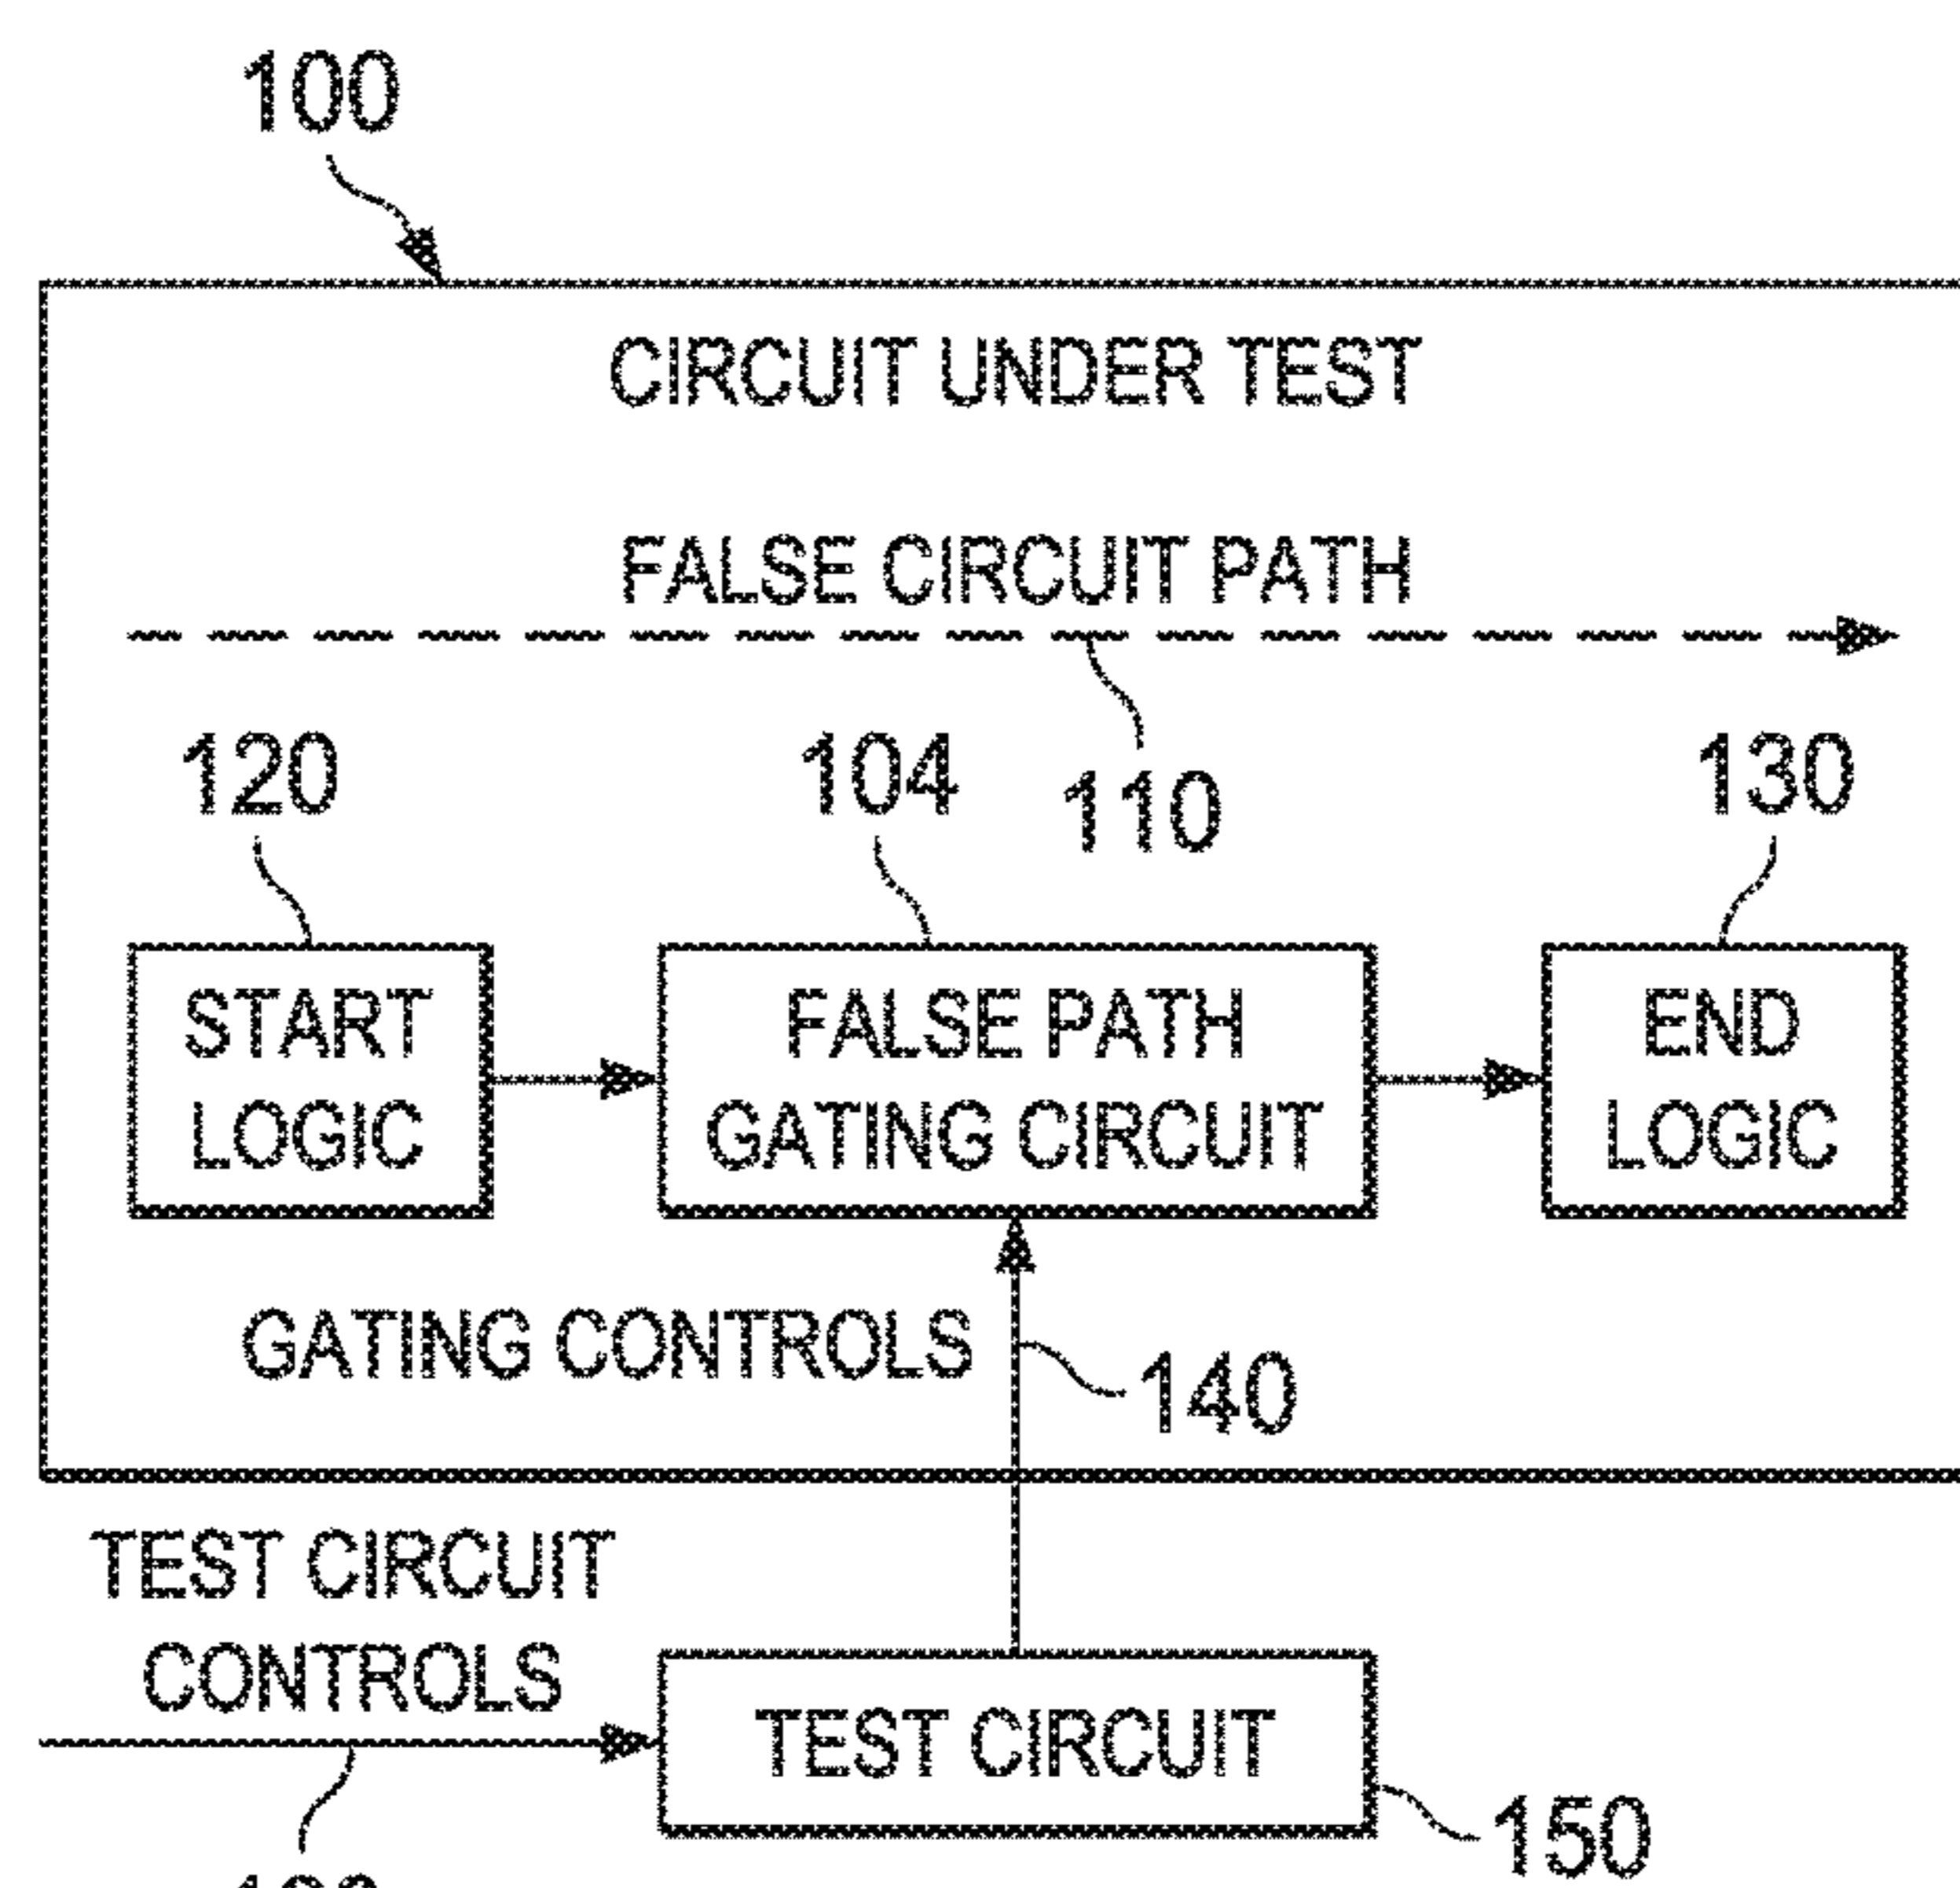 100
CIRCUIT UNDER TEST
FALSE CIRCUIT PATH
120
104
110
130
START
LOGIC
FALSE PATH
GATING CIRCUIT
END
LOGIC
GATING CONTROLS
140
TEST CIRCUIT
CONTROLS
TEST CIRCUIT
150